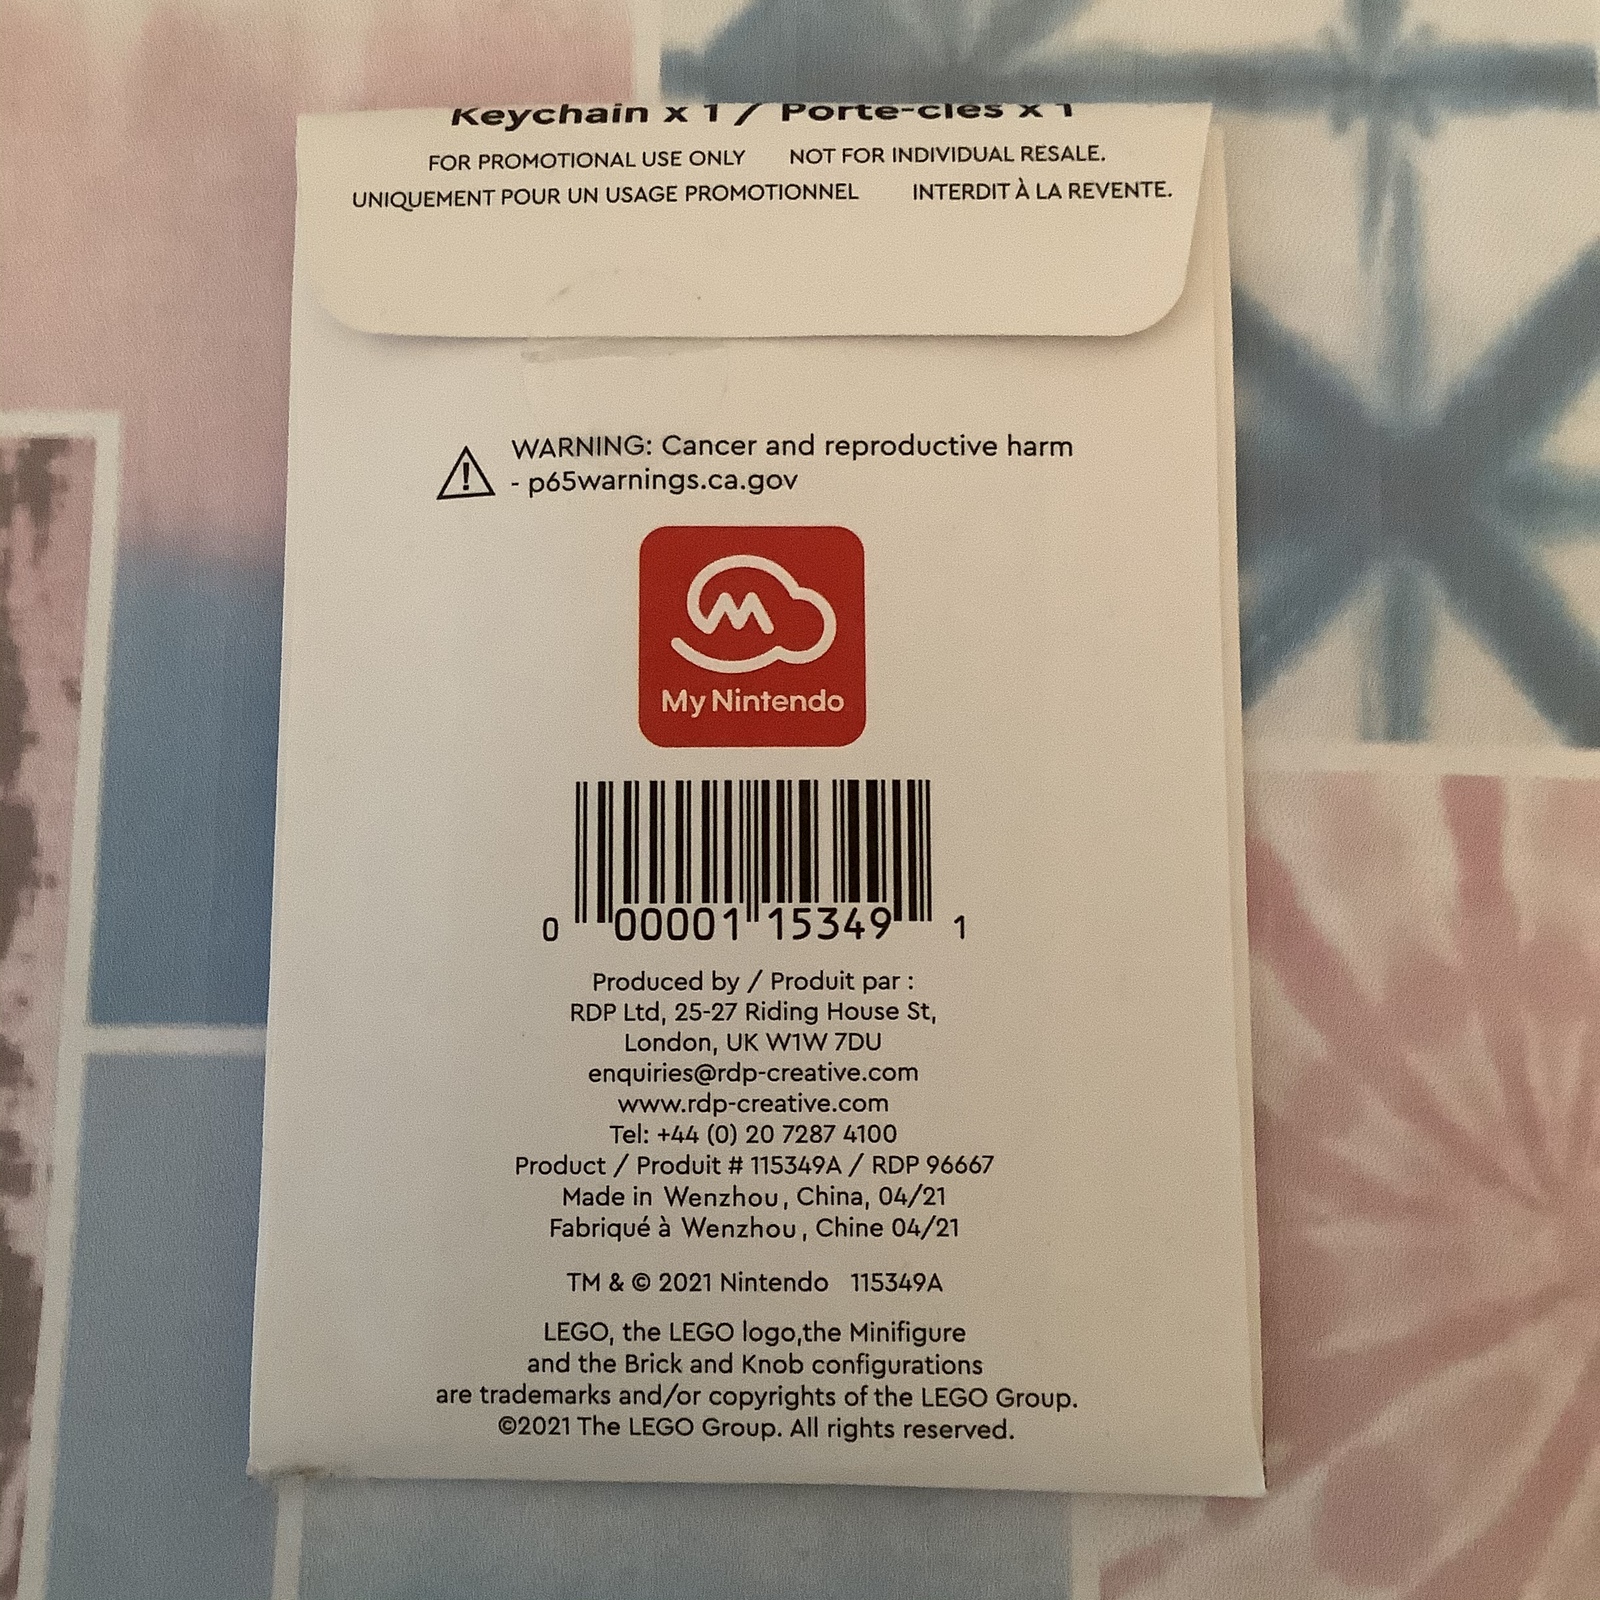 Keychain x 1 / Porte-clés x 1
FOR PROMOTIONAL USE ONLY NOT FOR INDIVIDUAL RESALE.
UNIQUEMENT POUR UN USAGE PROMOTIONNEL INTERDIT À LA REVENTE.
WARNING: Cancer and reproductive harm
- p65warnings.ca.gov
M
My Nintendo
0 00001 15349 1
Produced by / Produit par :
RDP Ltd, 25-27 Riding House St,
London, UK W1W 7DU
enquiries@rdp-creative.com
www.rdp-creative.com
Tel: +44 (0) 20 7287 4100
Product / Produit # 115349A / RDP 96667
Made in Wenzhou, China, 04/21
Fabriqué à Wenzhou, Chine 04/21
TM & © 2021 Nintendo 115349A
LEGO, the LEGO logo,the Minifigure
and the Brick and Knob configurations
are trademarks and/or copyrights of the LEGO Group.
©2021 The LEGO Group. All rights reserved.